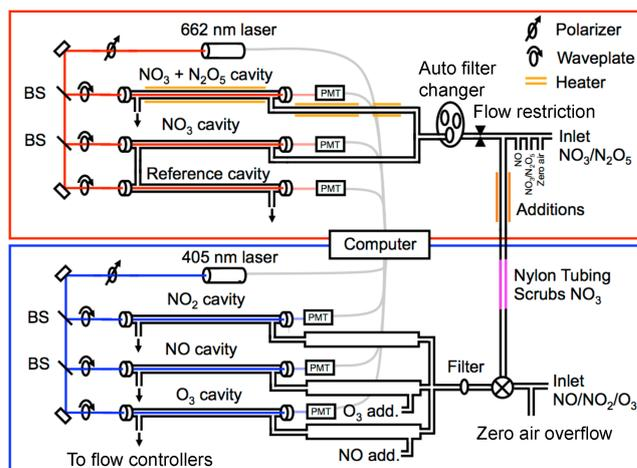 662 nm laser
Polarizer
Waveplate
Heater
BS
NO₃ + N₂O₅ cavity
PMT
Auto filter
changer
Flow restriction
BS
NO₃ cavity
PMT
NO
NO₃/N₂O₅
Zero air
Inlet
NO₃/N₂O₅
Reference cavity
PMT
Additions
Computer
405 nm laser
Nylon Tubing
Scrubs NO₃
NO₂ cavity
BS
PMT
NO cavity
BS
PMT
Filter
Inlet
NO/NO₂/O₃
O₃ cavity
PMT
O₃ add.
Zero air overflow
To flow controllers
NO add.